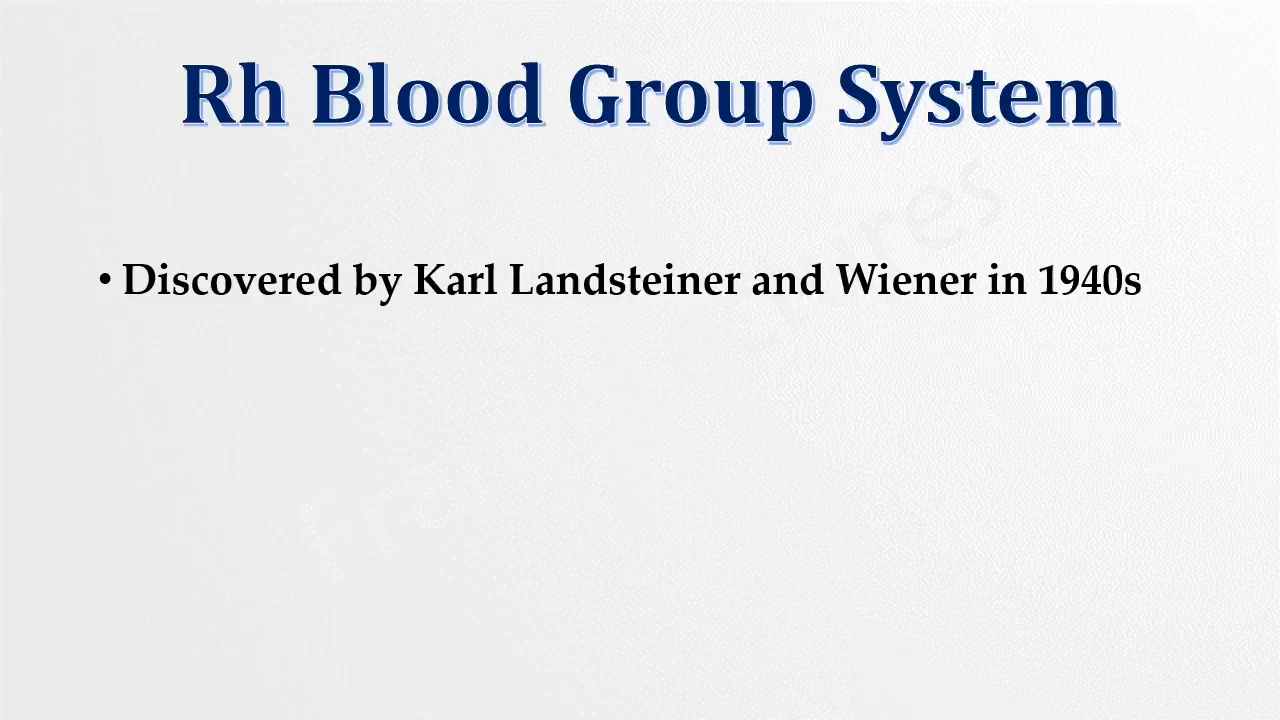 Rh Blood Group System
• Discovered by Karl Landsteiner and Wiener in 1940s